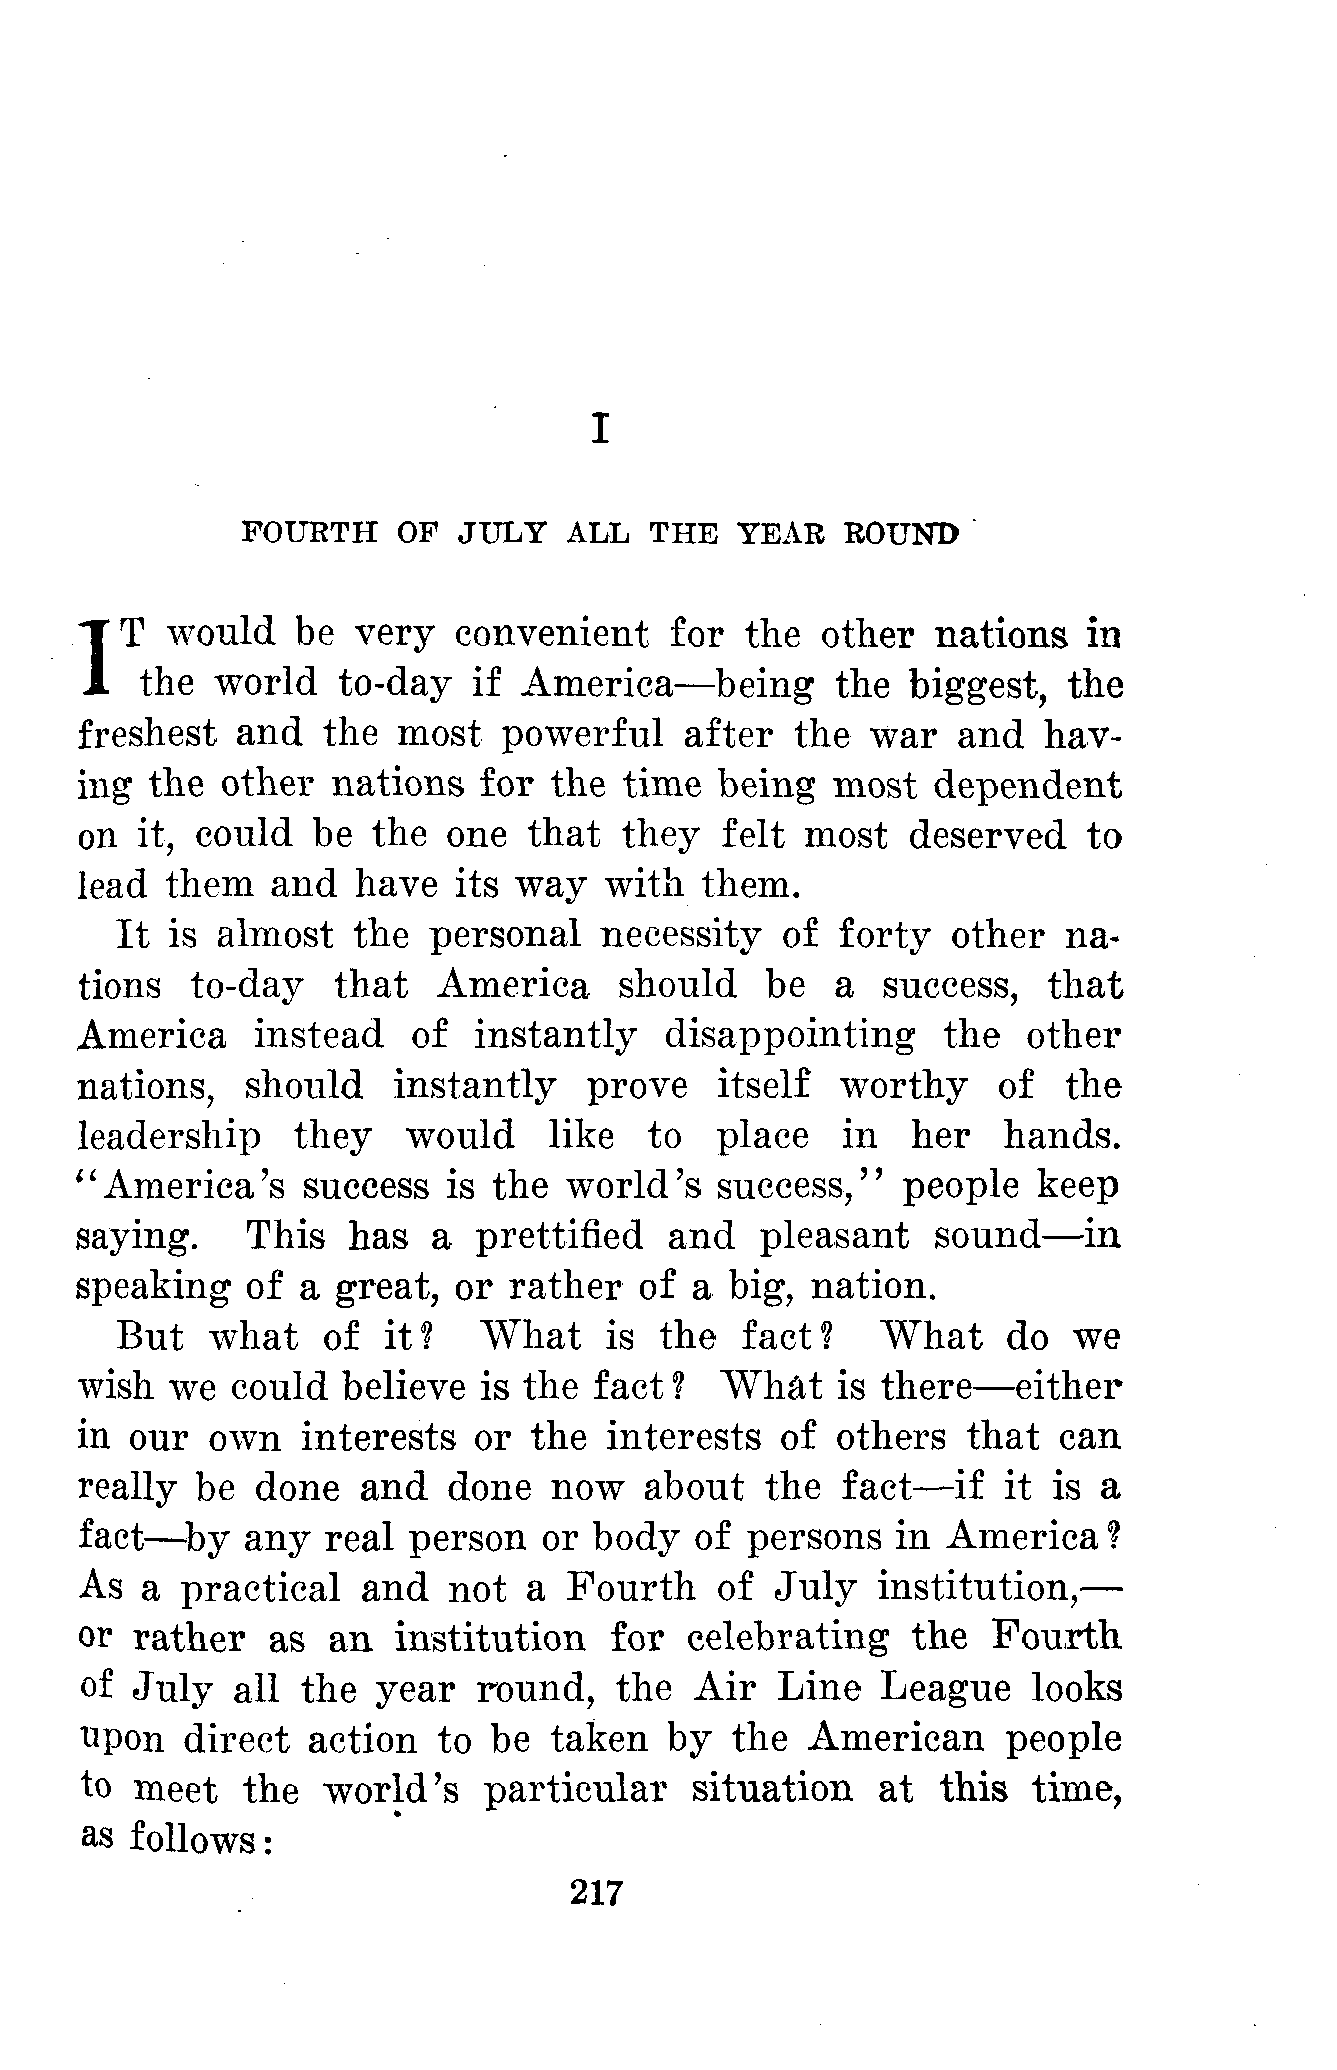 I
FOURTH OF JULY ALL THE YEAR ROUND
IT would be very convenient for the other nations in
the world to-day if America—being the biggest, the
freshest and the most powerful after the war and hav-
ing the other nations for the time being most dependent
on it, could be the one that they felt most deserved to
lead them and have its way with them.
It is almost the personal necessity of forty other na-
tions to-day that America should be a success, that
America instead of instantly disappointing the other
nations, should instantly prove itself worthy of the
leadership they would like to place in her hands.
“America’s success is the world’s success,” people keep
saying. This has a prettified and pleasant sound—in
speaking of a great, or rather of a big, nation.
But what of it? What is the fact? What do we
wish we could believe is the fact? What is there—either
in our own interests or the interests of others that can
really be done and done now about the fact—if it is a
fact—by any real person or body of persons in America?
As a practical and not a Fourth of July institution,—
or rather as an institution for celebrating the Fourth
of July all the year round, the Air Line League looks
upon direct action to be taken by the American people
to meet the world’s particular situation at this time,
as follows:
217